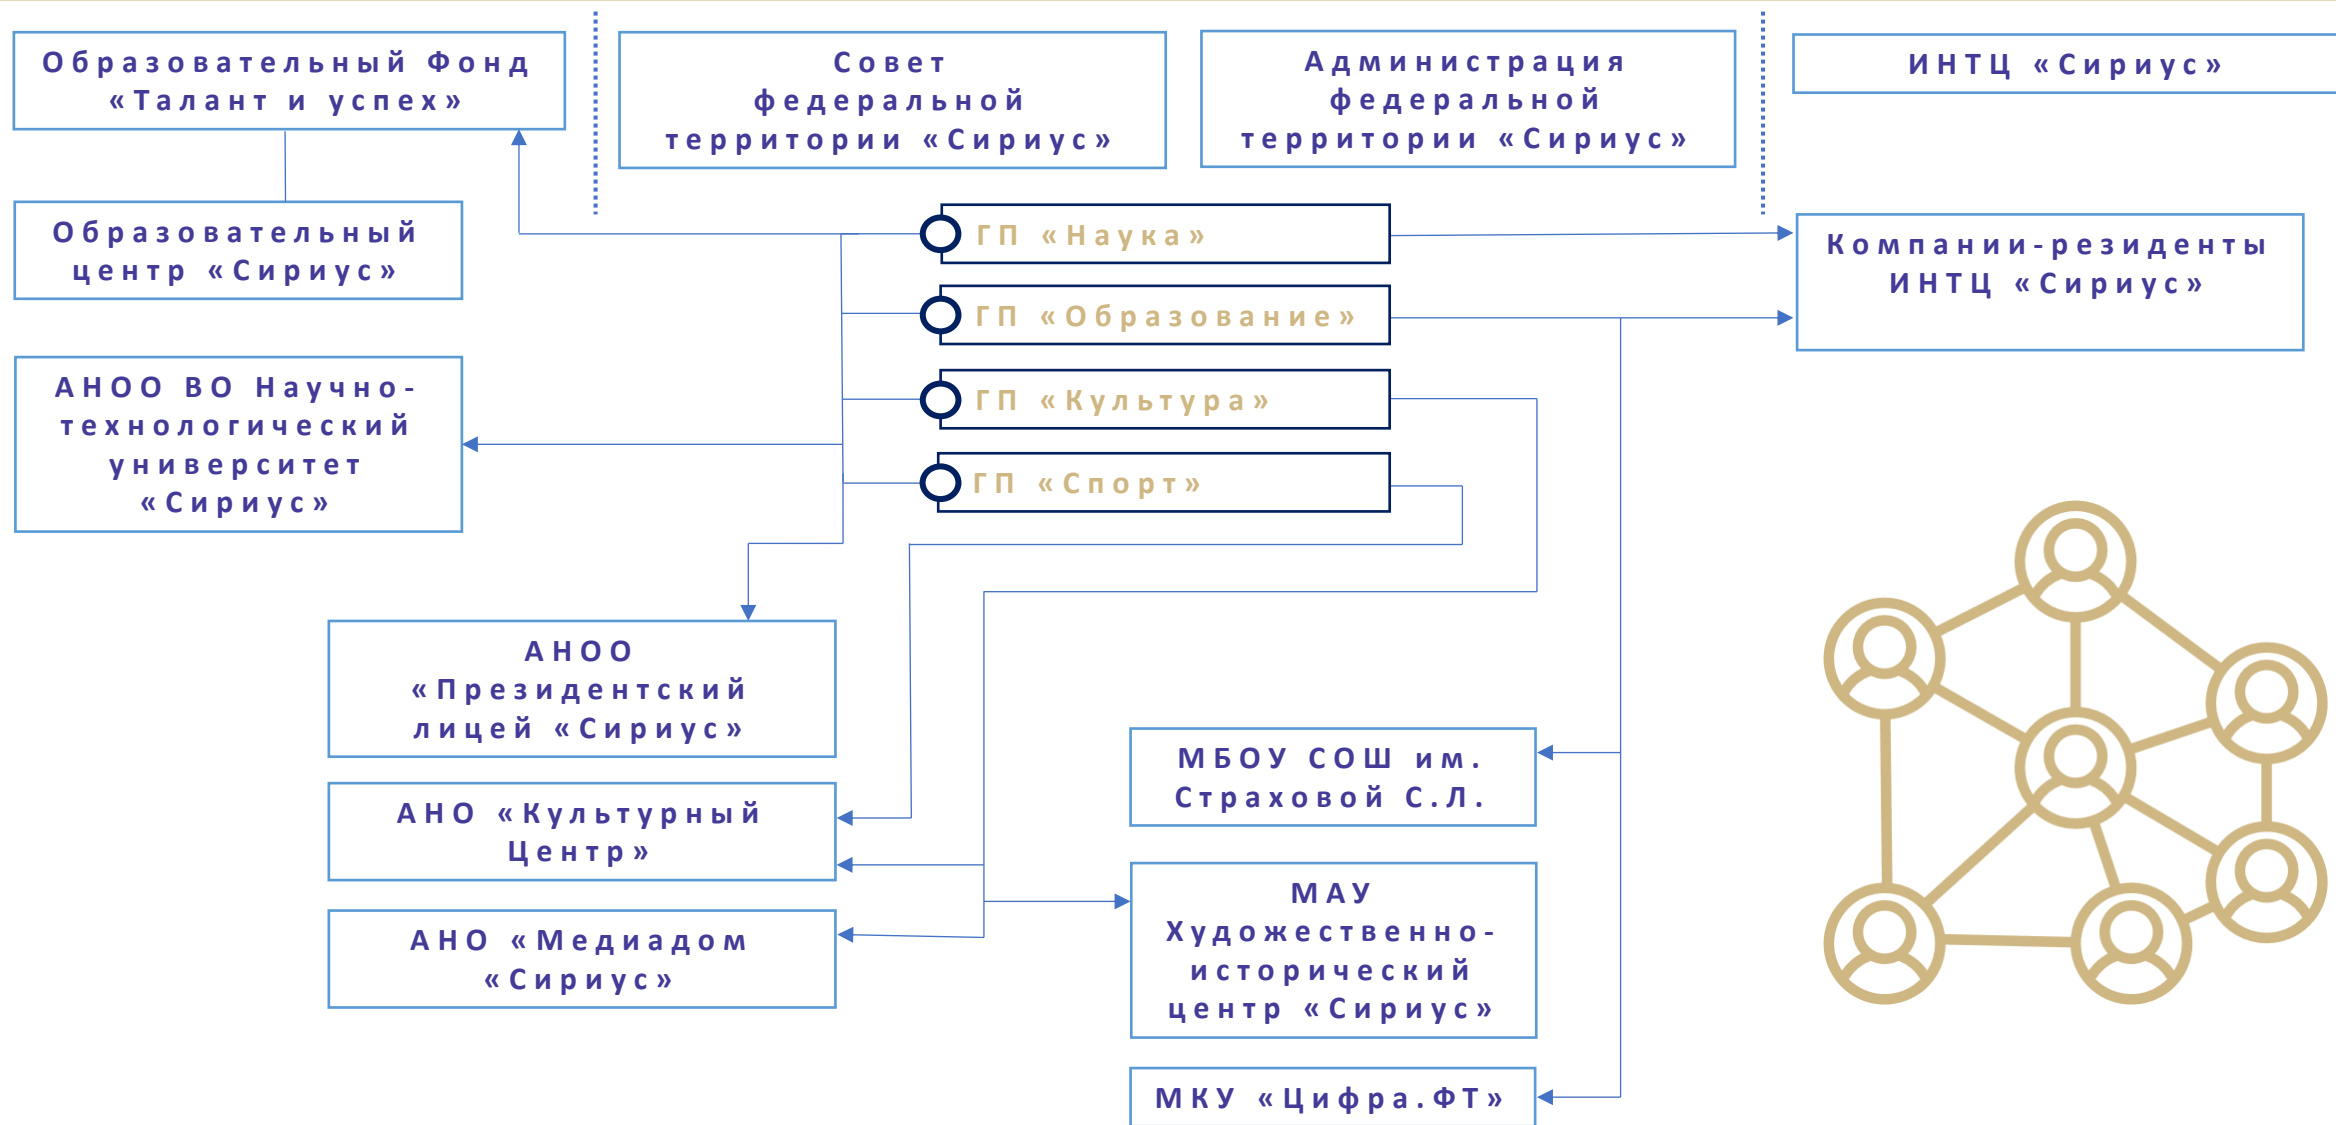 Образовательный Фонд
«Талант и успех»
Совет
федеральной
территории «Сириус»
Администрация
федеральной
территории «Сириус»
ИНТЦ «Сириус»
Образовательный
центр «Сириус»
ГП «Наука»
ГП «Образование»
ГП «Культура»
ГП «Спорт»
Компании-резиденты
ИНТЦ «Сириус»
АНОО ВО Научно-
технологический
университет
«Сириус»
АНОО
«Президентский
лицей «Сириус»
АНО «Культурный
Центр»
АНО «Медиадом
«Сириус»
МБОУ СОШ им.
Страховой С.Л.
МАУ
Художественно-
исторический
центр «Сириус»
МКУ «Цифра.ФТ»